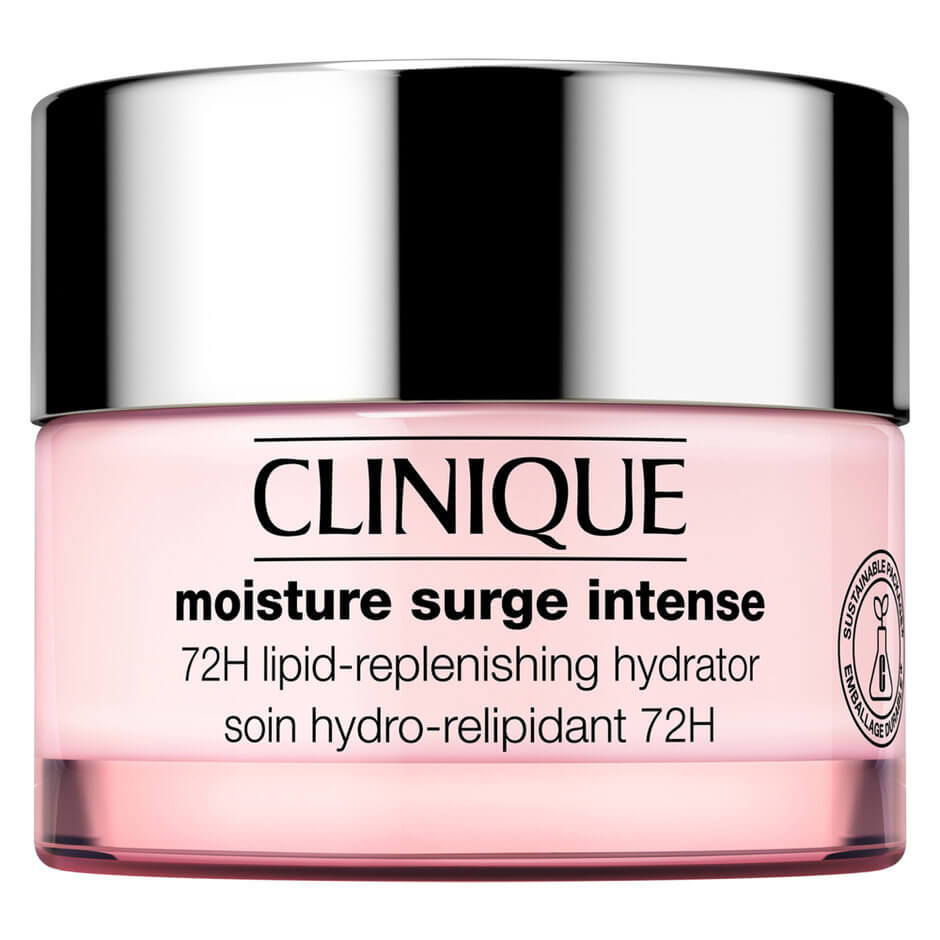 CLINIQUE
moisture surge intense
72H lipid-replenishing hydrator
soin hydro-relipidant 72H
SUSTAINABLE PACKAGING
EMBALLAGE DURABLE